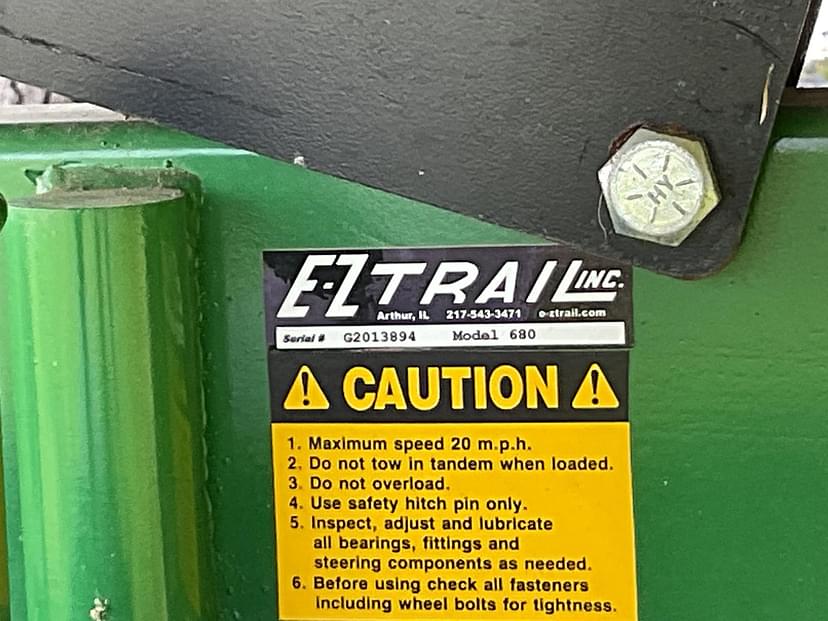 HY
E-Z TRAIL INC.
Arthur, IL 217-543-3471 e-ztrail.com
Serial # G2013894 Model 680
CAUTION
1. Maximum speed 20 m.p.h.
2. Do not tow in tandem when loaded.
3. Do not overload.
4. Use safety hitch pin only.
5. Inspect, adjust and lubricate
all bearings, fittings and
steering components as needed.
6. Before using check all fasteners
including wheel bolts for tightness.